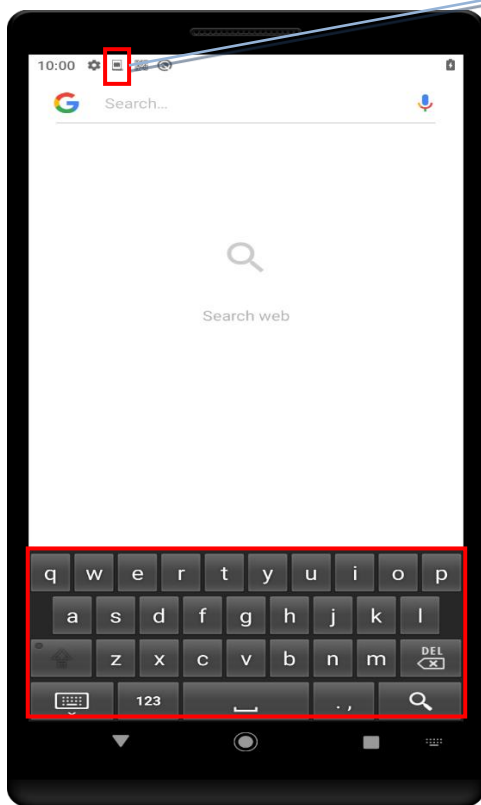 10:00
G Search...
Search web
q w e r t y u i o p
a s d f g h j k l
z x c v b n m DEL
123 . ,